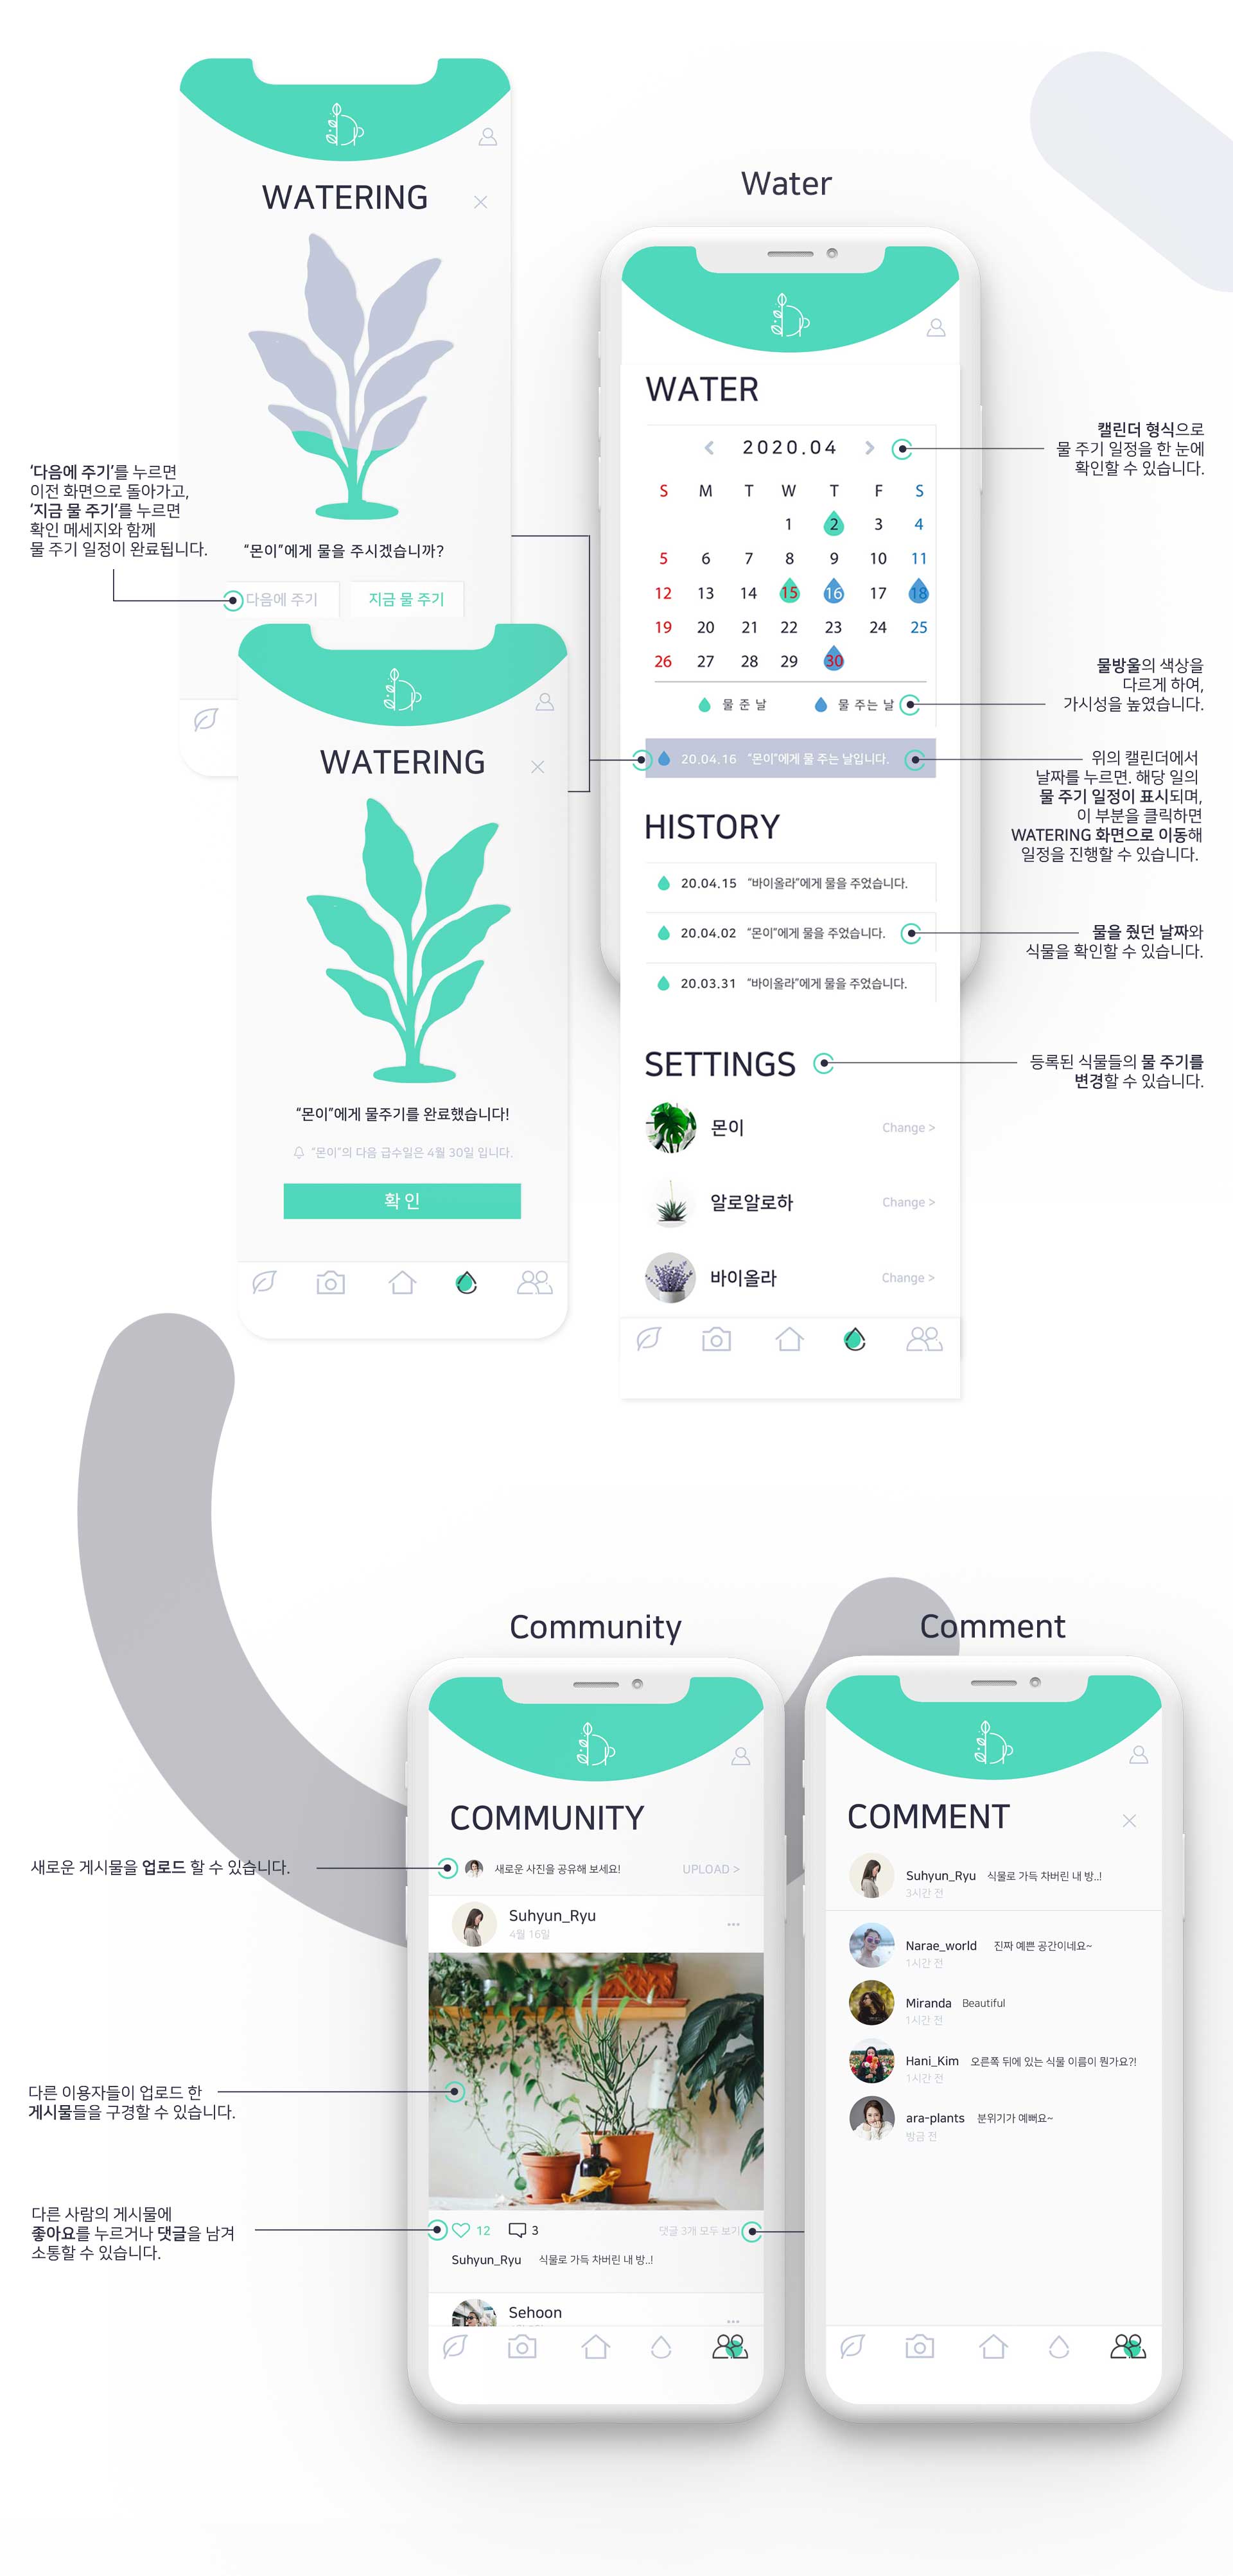 WATERING
‘다음에 주기’를 누르면
이전 화면으로 돌아가고,
‘지금 물 주기’를 누르면
확인 메세지와 함께
물 주기 일정이 완료됩니다.
“몬이”에게 물을 주시겠습니까?
다음에 주기 지금 물 주기
WATERING
“몬이”에게 물주기를 완료했습니다!
“몬이”의 다음 급수일은 4월 30일 입니다.
확 인
Water
WATER
< 2020.04 >
S M T W T F S
1 2 3 4
5 6 7 8 9 10 11
12 13 14 15 16 17 18
19 20 21 22 23 24 25
26 27 28 29 30
물 준 날 물 주는 날
20.04.16 “몬이”에게 물 주는 날입니다.
HISTORY
20.04.15 “바이올라”에게 물을 주었습니다.
20.04.02 “몬이”에게 물을 주었습니다.
20.03.31 “바이올라”에게 물을 주었습니다.
SETTINGS
몬이 Change >
알로알로하 Change >
바이올라 Change >
캘린더 형식으로
물 주기 일정을 한 눈에
확인할 수 있습니다.
물방울의 색상을
다르게 하여,
가시성을 높였습니다.
위의 캘린더에서
날짜를 누르면. 해당 일의
물 주기 일정이 표시되며,
이 부분을 클릭하면
WATERING 화면으로 이동해
일정을 진행할 수 있습니다.
물을 줬던 날짜와
식물을 확인할 수 있습니다.
등록된 식물들의 물 주기를
변경할 수 있습니다.
Community
COMMUNITY
새로운 사진을 공유해 보세요! UPLOAD >
Suhyun_Ryu
4월 16일
12 3 댓글 3개 모두 보기
Suhyun_Ryu 식물로 가득 차버린 내 방..!
Sehoon
새로운 게시물을 업로드 할 수 있습니다.
다른 이용자들이 업로드 한
게시물들을 구경할 수 있습니다.
다른 사람의 게시물에
좋아요를 누르거나 댓글을 남겨
소통할 수 있습니다.
Comment
COMMENT
Suhyun_Ryu 식물로 가득 차버린 내 방..!
3시간 전
Narae_world 진짜 예쁜 공간이네요~
1시간 전
Miranda Beautiful
1시간 전
Hani_Kim 오른쪽 뒤에 있는 식물 이름이 뭔가요?!
1시간 전
ara-plants 분위기가 예뻐요~
방금 전